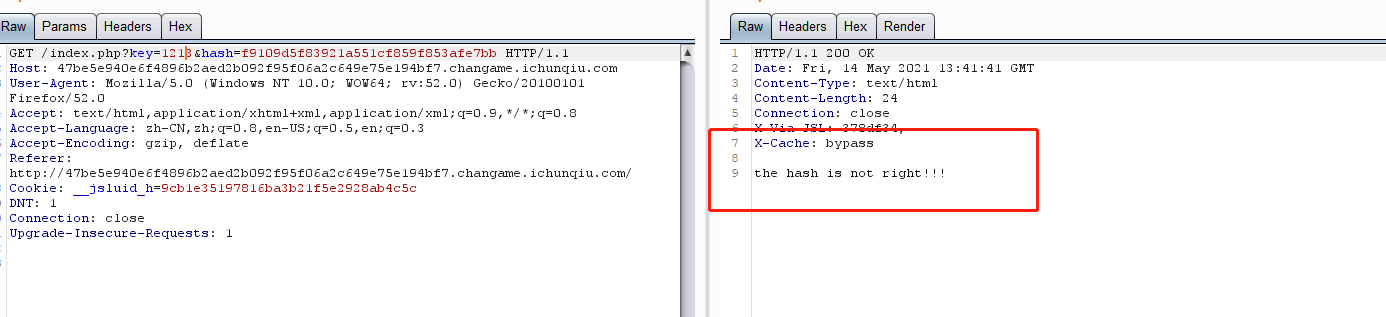 Raw Params Headers Hex
GET /index.php?key=1213&hash=f9109d5f83921a551cf859f853afe7bb HTTP/1.1
Host: 47be5e940e6f4896b2aed2b092f95f06a2c649e75e194bf7.changame.ichunqiu.com
User-Agent: Mozilla/5.0 (Windows NT 10.0; WOW64; rv:52.0) Gecko/20100101
Firefox/52.0
Accept: text/html,application/xhtml+xml,application/xml;q=0.9,*/*;q=0.8
Accept-Language: zh-CN,zh;q=0.8,en-US;q=0.5,en;q=0.3
Accept-Encoding: gzip, deflate
Referer:
http://47be5e940e6f4896b2aed2b092f95f06a2c649e75e194bf7.changame.ichunqiu.com/
Cookie: __jsluid_h=9cb1e35197816ba3b21f5e2928ab4c5c
DNT: 1
Connection: close
Upgrade-Insecure-Requests: 1
Raw Headers Hex Render
1 HTTP/1.1 200 OK
2 Date: Fri, 14 May 2021 13:41:41 GMT
3 Content-Type: text/html
4 Content-Length: 24
5 Connection: close
6 X-Via-JSL: 378df34,
7 X-Cache: bypass
8
9 the hash is not right!!!